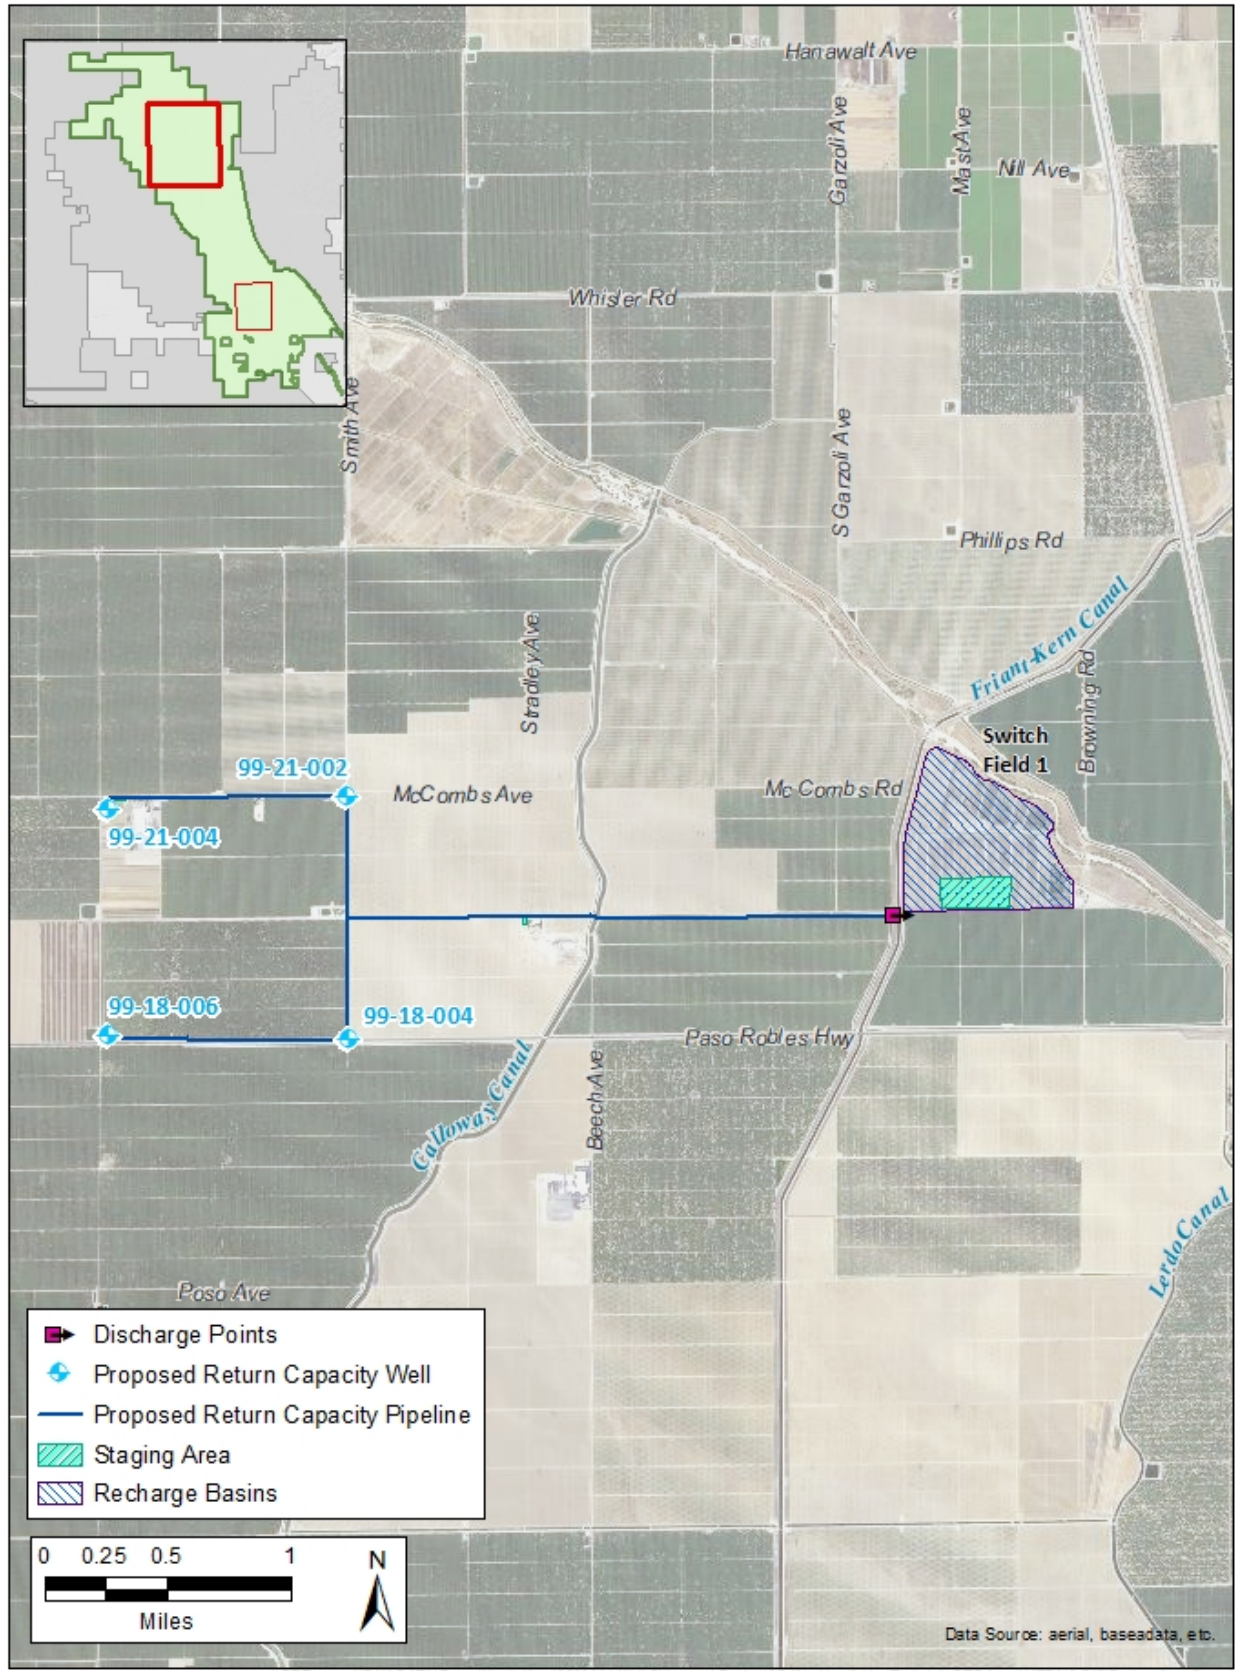 Hanawalt Ave
Garzoli Ave
Mast Ave
Nill Ave
Whisler Rd
Smith Ave
S Garzoli Ave
Phillips Rd
Friant-Kern Canal
Stradley Ave
Browning Rd
Switch
Field 1
99-21-002
McCombs Ave
Mc Combs Rd
99-21-004
99-18-006
99-18-004
Paso Robles Hwy
Calloway Canal
Beech Ave
Lerdo Canal
Poso Ave
Discharge Points
Proposed Return Capacity Well
Proposed Return Capacity Pipeline
Staging Area
Recharge Basins
0 0.25 0.5 1
Miles
N
Data Source: aerial, baseadata, etc.